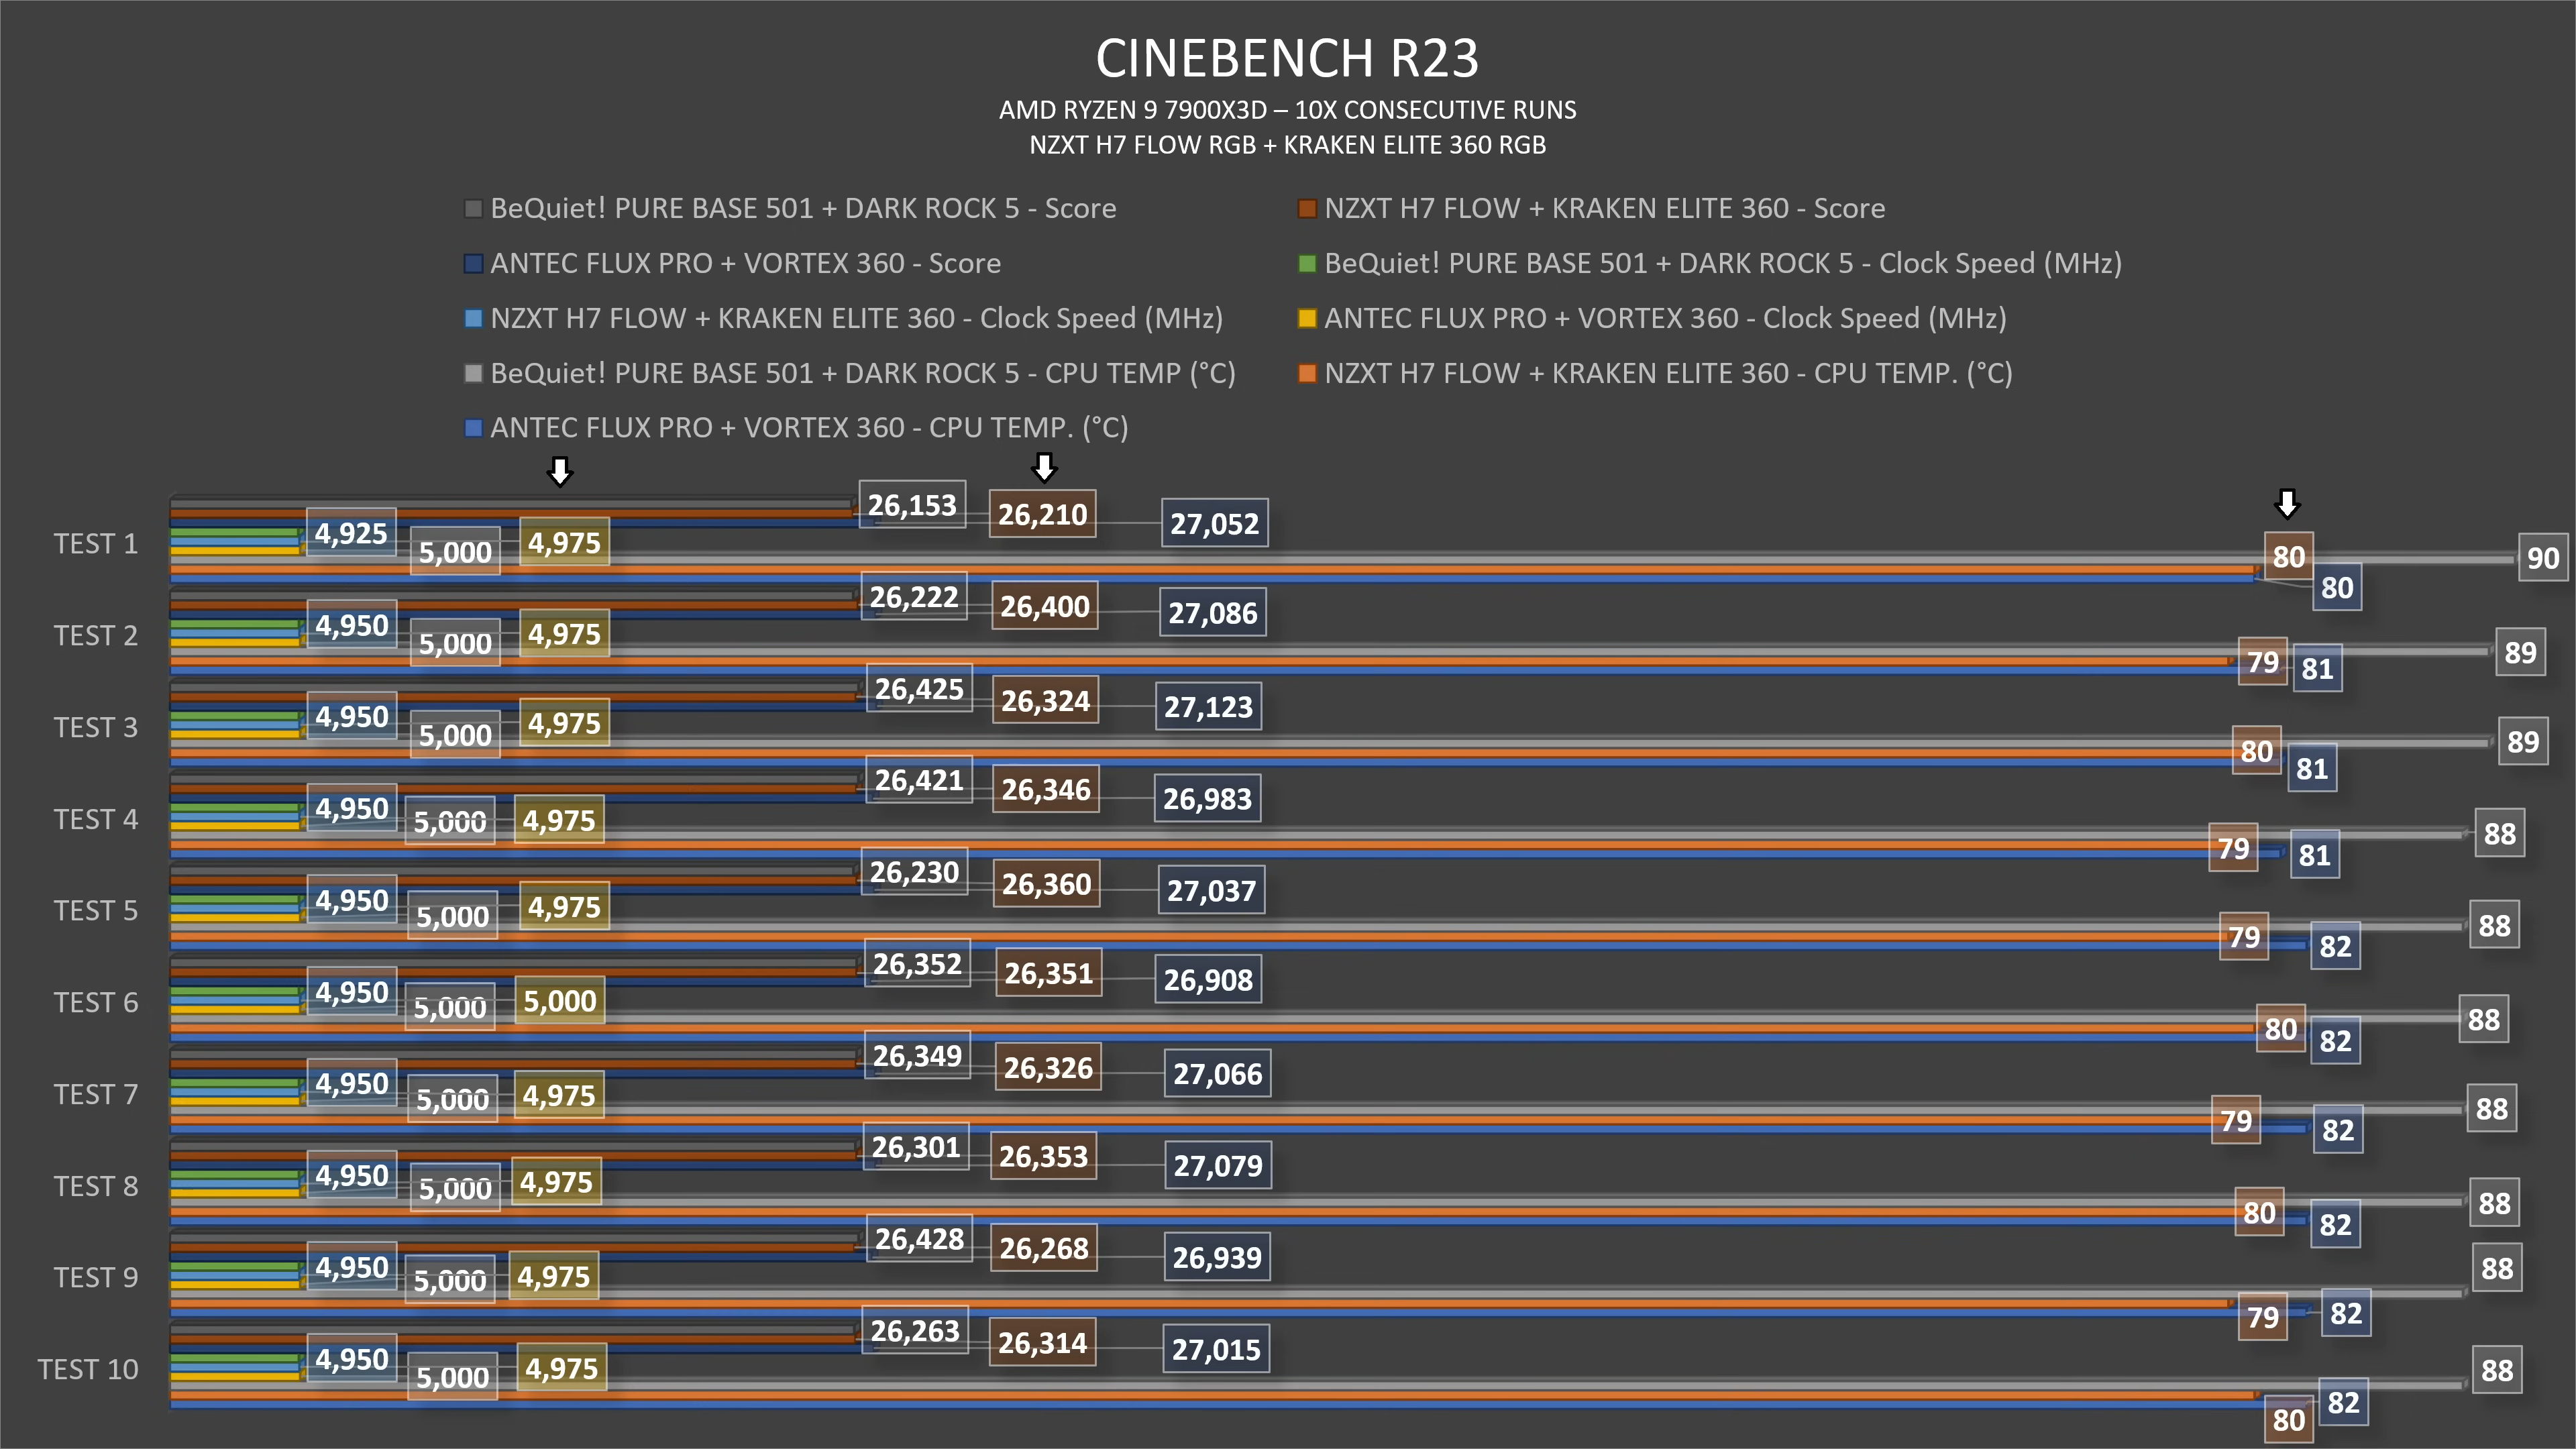 CINEBENCH R23
AMD RYZEN 9 7900X3D – 10X CONSECUTIVE RUNS
NZXT H7 FLOW RGB + KRAKEN ELITE 360 RGB
BeQuiet! PURE BASE 501 + DARK ROCK 5 - Score
NZXT H7 FLOW + KRAKEN ELITE 360 - Score
ANTEC FLUX PRO + VORTEX 360 - Score
BeQuiet! PURE BASE 501 + DARK ROCK 5 - Clock Speed (MHz)
NZXT H7 FLOW + KRAKEN ELITE 360 - Clock Speed (MHz)
ANTEC FLUX PRO + VORTEX 360 - Clock Speed (MHz)
BeQuiet! PURE BASE 501 + DARK ROCK 5 - CPU TEMP (°C)
NZXT H7 FLOW + KRAKEN ELITE 360 - CPU TEMP. (°C)
ANTEC FLUX PRO + VORTEX 360 - CPU TEMP. (°C)
TEST 1 4,925 5,000 4,975 26,153 26,210 27,052 80 80 90
TEST 2 4,950 5,000 4,975 26,222 26,400 27,086 79 81 89
TEST 3 4,950 5,000 4,975 26,425 26,324 27,123 80 81 89
TEST 4 4,950 5,000 4,975 26,421 26,346 26,983 79 81 88
TEST 5 4,950 5,000 4,975 26,230 26,360 27,037 79 82 88
TEST 6 4,950 5,000 5,000 26,352 26,351 26,908 80 82 88
TEST 7 4,950 5,000 4,975 26,349 26,326 27,066 79 82 88
TEST 8 4,950 5,000 4,975 26,301 26,353 27,079 80 82 88
TEST 9 4,950 5,000 4,975 26,428 26,268 26,939 79 82 88
TEST 10 4,950 5,000 4,975 26,263 26,314 27,015 80 82 88